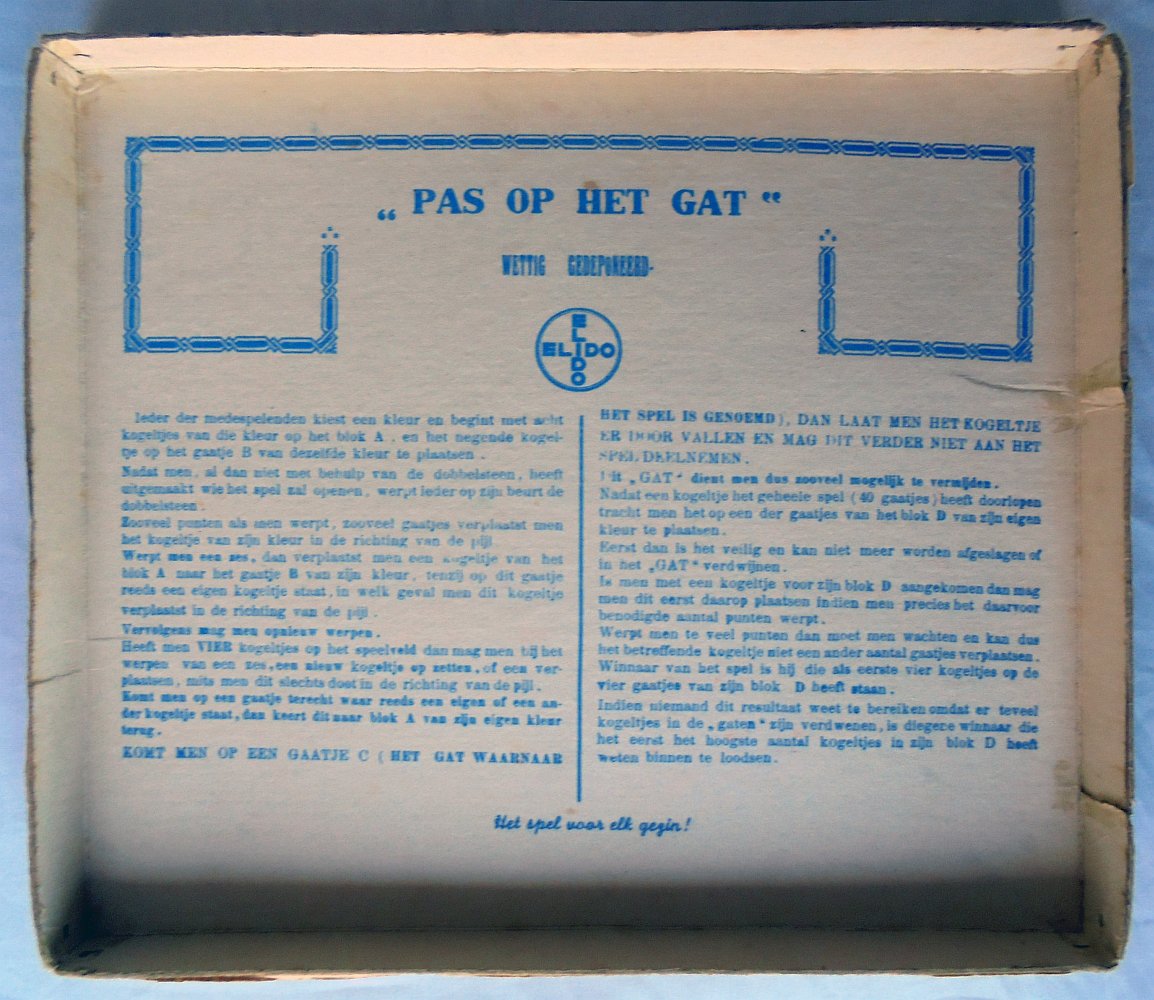 „ PAS OP HET GAT “
WETTIG GEDEPONEERD-
ELIDO
ELIDO
Ieder der medespelenden kiest een kleur en begint met acht
kogeltjes van die kleur op het blok A . en het negende kogel-
tje op het gaatje B van dezelfde kleur te plaatsen .
Nadat men, al dan niet met behulp van de dobbelsteen, heeft
uitgemaakt wie het spel zal openen, werpt ieder op zijn beurt de
dobbelsteen .
Zooveel punten als men werpt, zooveel gaatjes verplaatst men
het kogeltje van zijn kleur in de richting van de pijl.
Werpt men een zes, dan verplaatst men een kogeltje van het
blok A naar het gaatje B van zijn kleur, tenzij op dit gaatje
reeds een eigen kogeltje staat, in welk geval men dit kogeltje
verplaatst in de richting van de pijl .
Vervolgens mag men opnieuw werpen .
Heeft men VIER kogeltjes op het speelveld dan mag men bij het
werpen van een zes, een nieuw kogeltje op zetten, of een ver-
plaatsen, mits men dit slechts doet in de richting van de pijl .
Komt men op een gaatje terecht waar reeds een eigen of een an-
der kogeltje staat, dan keert dit naar blok A van zijn eigen kleur
terug .
KOMT MEN OP EEN GAATJE C ( HET GAT WAARNAAR
HET SPEL IS GENOEMD), DAN LAAT MEN HET KOGELTJE
ER DOOR VALLEN EN MAG DIT VERDER NIET AAN HET
SPEL DEELNEMEN .
Dit „GAT“ dient men dus zooveel mogelijk te vermijden.
Nadat een kogeltje het geheele spel (40 gaatjes) heeft doorlopen
tracht men het op een der gaatjes van het blok D van zijn eigen
kleur te plaatsen.
Eerst dan is het veilig en kan niet meer worden afgeslagen of
in het „GAT“ verdwijnen .
Is men met een kogeltje voor zijn blok D aangekomen dan mag
men dit eerst daarop plaatsen indien men precies het daarvoor
benodigde aantal punten werpt.
Werpt men te veel punten dan moet men wachten en kan dus
het betreffende kogeltje niet een ander aantal gaatjes verplaatsen.
Winnaar van het spel is hij die als eerste vier kogeltjes op de
vier gaatjes van zijn blok D heeft staan .
Indien niemand dit resultaat weet te bereiken omdat er teveel
kogeltjes in de „gaten“ zijn verdwenen, is diegene winnaar die
het eerst het hoogste aantal kogeltjes in zijn blok D heeft
weten binnen te loodsen.
Het spel voor elk gezin!